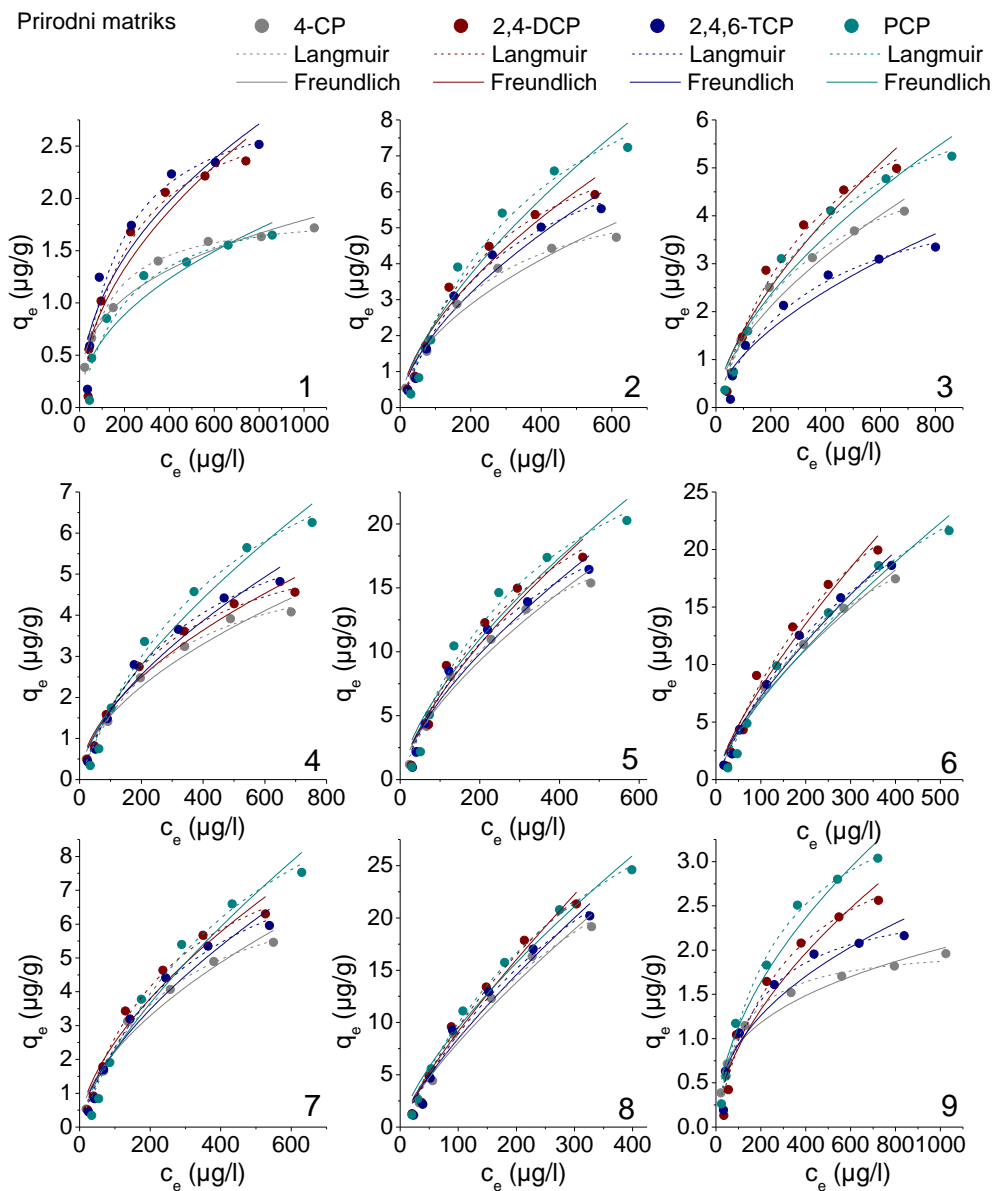 Prirodni matriks
4-CP 2,4-DCP 2,4,6-TCP PCP
Langmuir Langmuir Langmuir Langmuir
Freundlich Freundlich Freundlich Freundlich
q_e (µg/g) 0.0 0.5 1.0 1.5 2.0 2.5
0 200 400 600 800 1000
c_e (µg/l)
1
q_e (µg/g) 0 1 2 3 4 5 6 7 8
0 200 400 600
c_e (µg/l)
2
q_e (µg/g) 0 1 2 3 4 5 6
0 200 400 600 800
c_e (µg/l)
3
q_e (µg/g) 0 1 2 3 4 5 6 7
0 200 400 600 800
c_e (µg/l)
4
q_e (µg/g) 0 5 10 15 20
0 200 400 600
c_e (µg/l)
5
q_e (µg/g) 0 5 10 15 20 25
0 100 200 300 400 500
c_e (µg/l)
6
q_e (µg/g) 0 1 2 3 4 5 6 7 8
0 200 400 600
c_e (µg/l)
7
q_e (µg/g) 0 5 10 15 20 25
0 100 200 300 400
c_e (µg/l)
8
q_e (µg/g) 0.0 0.5 1.0 1.5 2.0 2.5 3.0
0 200 400 600 800 1000
c_e (µg/l)
9